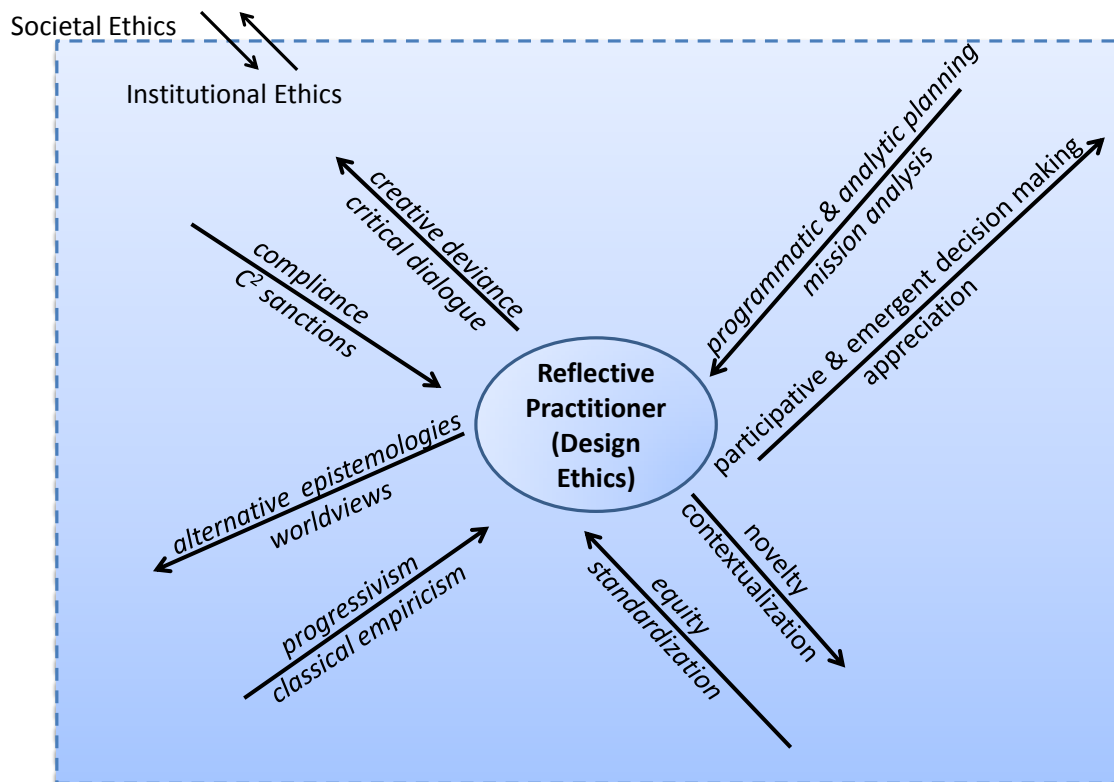 Societal Ethics
Institutional Ethics
creative deviance
critical dialogue
compliance
C² sanctions
programmatic & analytic planning
mission analysis
participative & emergent decision making
appreciation
Reflective
Practitioner
(Design
Ethics)
alternative epistemologies
worldviews
progressivism
classical empiricism
novelty
contextualization
equity
standardization